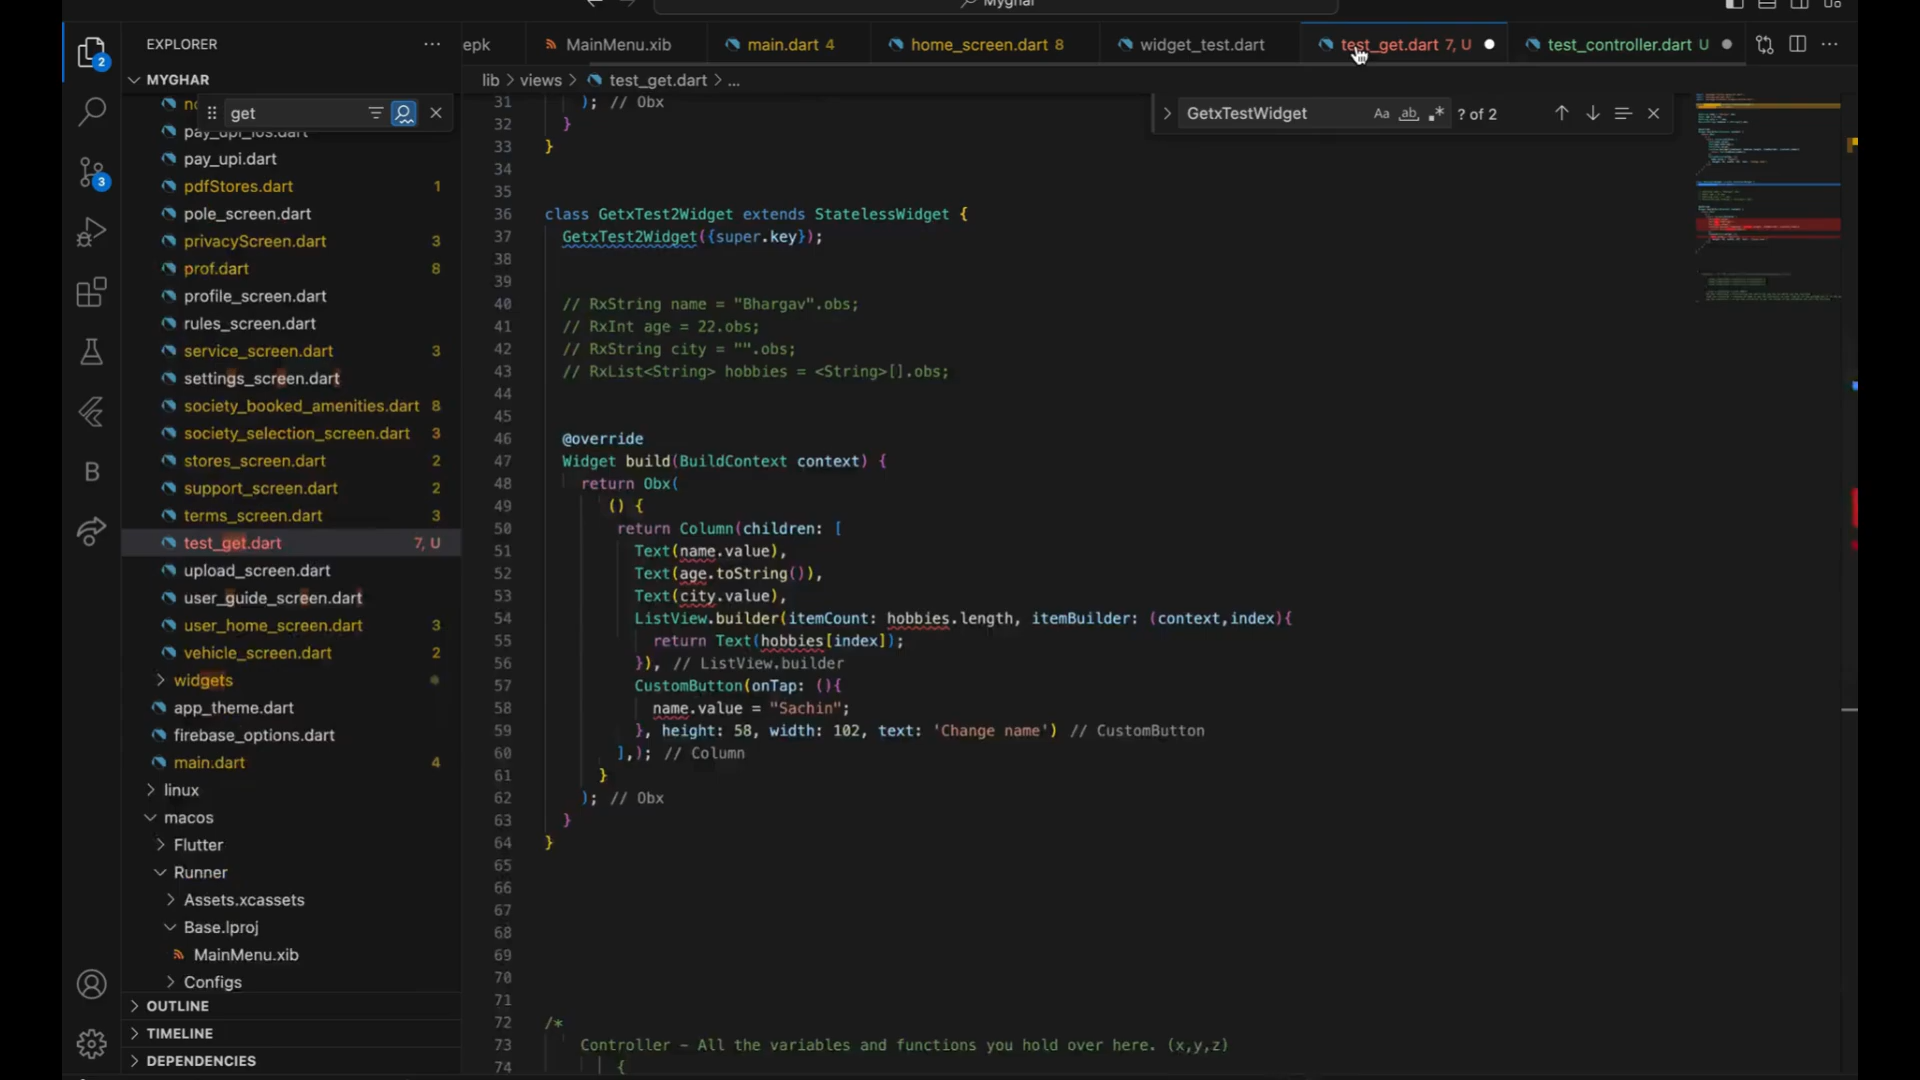 Myghar
EXPLORER
epk
MainMenu.xib
main.dart 4
home_screen.dart 8
widget_test.dart
test_get.dart 7, U
test_controller.dart U
MYGHAR
lib > views > test_get.dart > ...
get
GetxTestWidget
Aa ab ? of 2
2
3
B
pay_upi_ios.dart
pay_upi.dart
pdfStores.dart 1
pole_screen.dart
privacyScreen.dart 3
prof.dart 8
profile_screen.dart
rules_screen.dart
service_screen.dart 3
settings_screen.dart
society_booked_amenities.dart 8
society_selection_screen.dart 3
stores_screen.dart 2
support_screen.dart 2
terms_screen.dart 3
test_get.dart 7, U
upload_screen.dart
user_guide_screen.dart
user_home_screen.dart 3
vehicle_screen.dart 2
widgets
app_theme.dart
firebase_options.dart
main.dart 4
linux
macos
Flutter
Runner
Assets.xcassets
Base.lproj
MainMenu.xib
Configs
OUTLINE
TIMELINE
DEPENDENCIES
31 ); // Obx
32 }
33 }
34
35
36 class GetxTest2Widget extends StatelessWidget {
37 GetxTest2Widget({super.key});
38
39
40 // RxString name = "Bhargav".obs;
41 // RxInt age = 22.obs;
42 // RxString city = "".obs;
43 // RxList<String> hobbies = <String>[].obs;
44
45
46 @override
47 Widget build(BuildContext context) {
48 return Obx(
49 () {
50 return Column(children: [
51 Text(name.value),
52 Text(age.toString()),
53 Text(city.value),
54 ListView.builder(itemCount: hobbies.length, itemBuilder: (context,index){
55 return Text(hobbies[index]);
56 }), // ListView.builder
57 CustomButton(onTap: (){
58 name.value = "Sachin";
59 }, height: 58, width: 102, text: 'Change name') // CustomButton
60 ],); // Column
61 }
62 ); // Obx
63 }
64 }
65
66
67
68
69
70
71
72 /*
73 Controller – All the variables and functions you hold over here. (x,y,z)
74 {